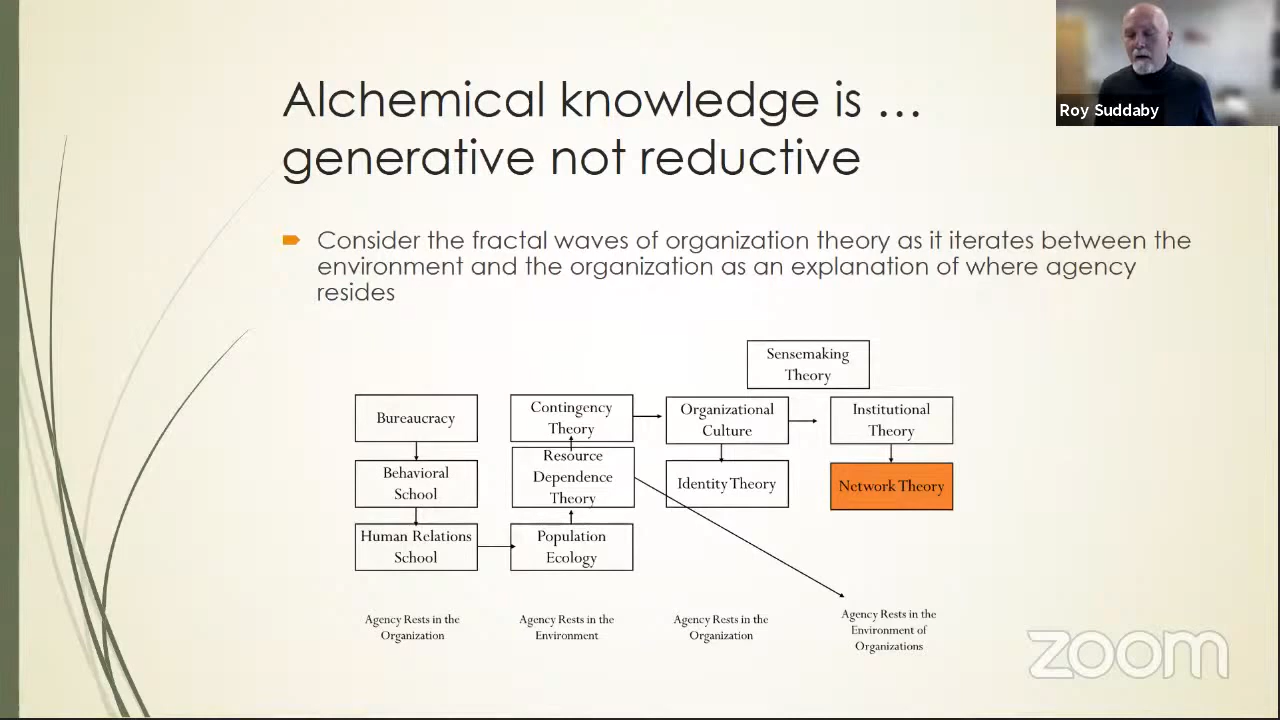 Roy Suddaby
Alchemical knowledge is …
generative not reductive
Consider the fractal waves of organization theory as it iterates between the
environment and the organization as an explanation of where agency
resides
Sensemaking
Theory
Bureaucracy
Behavioral
School
Human Relations
School
Contingency
Theory
Resource
Dependence
Theory
Population
Ecology
Organizational
Culture
Identity Theory
Institutional
Theory
Network Theory
Agency Rests in the
Organization
Agency Rests in the
Environment
Agency Rests in the
Organization
Agency Rests in the
Environment of
Organizations
zoom